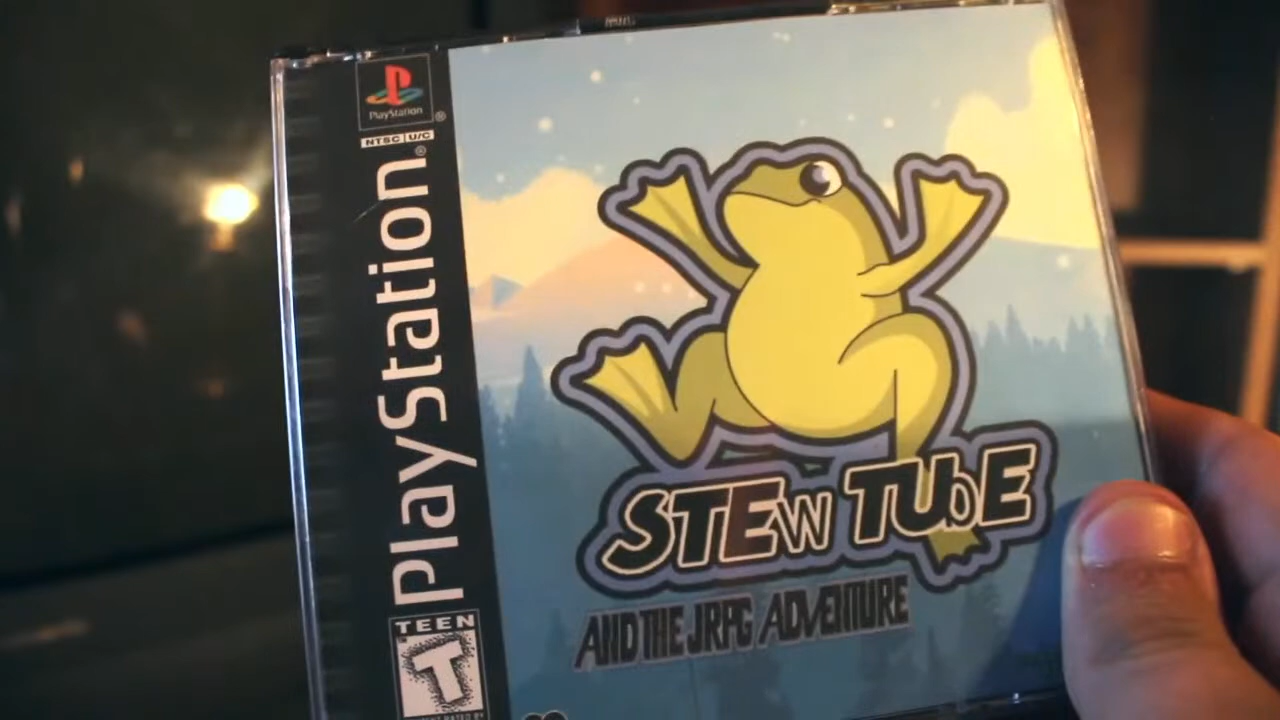 PlayStation
NTSC U/C
PlayStation
STEW TUbE
AND THE JRPG ADVENTURE
TEEN
T